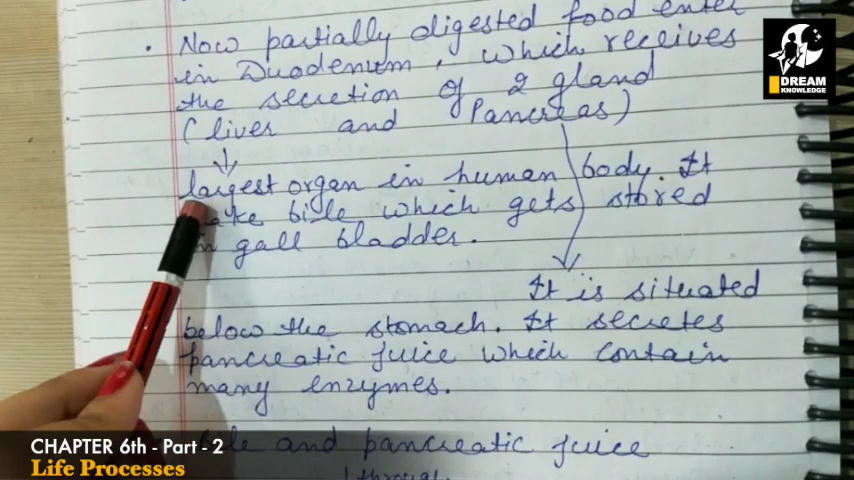 • Now partially digested food enter
in Duodenum, which receives
the secretion of 2 gland
(liver and Pancreas)
largest organ in human body. It
make bile which gets stored
in gall bladder.
It is situated
below the stomach. It secretes
pancreatic juice which contain
many enzymes.
bile and pancreatic juice
through
DREAM
KNOWLEDGE
CHAPTER 6th - Part - 2
Life Processes